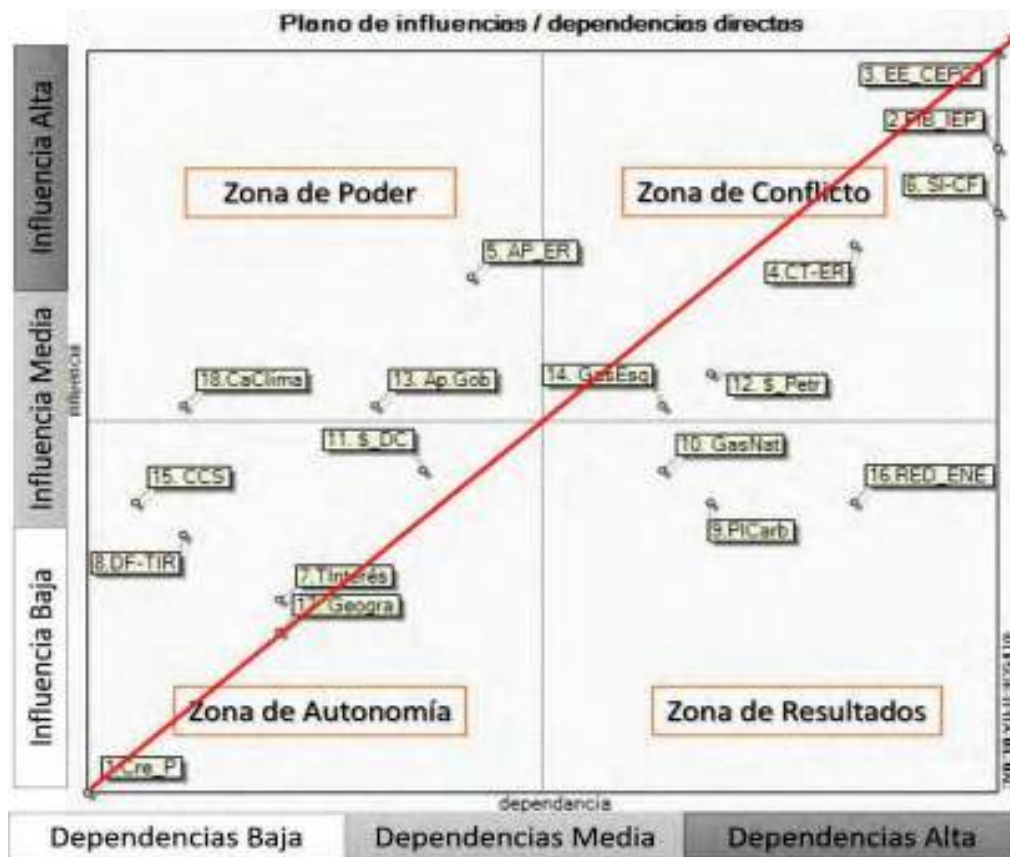 Plano de influencias / dependencias directas
Influencia Alta
Influencia Media
Influencia Baja
influencia
3. EE_CEPC
2.PIB_IEP
6. SI-CF
Zona de Poder
Zona de Conflicto
5. AP_ER
4.CT-ER
18.CaClima
13. Ap.Gob
14. GasEsq
12. $_Petr
11. $_DC
10. GasNat
15. CCS
16.RED_ENE
9.PlCarb
8.DF-TIR
7.TInterés
17. Geogra
Zona de Autonomía
Zona de Resultados
1.Cre_P
dependancia
Dependencias Baja
Dependencias Media
Dependencias Alta